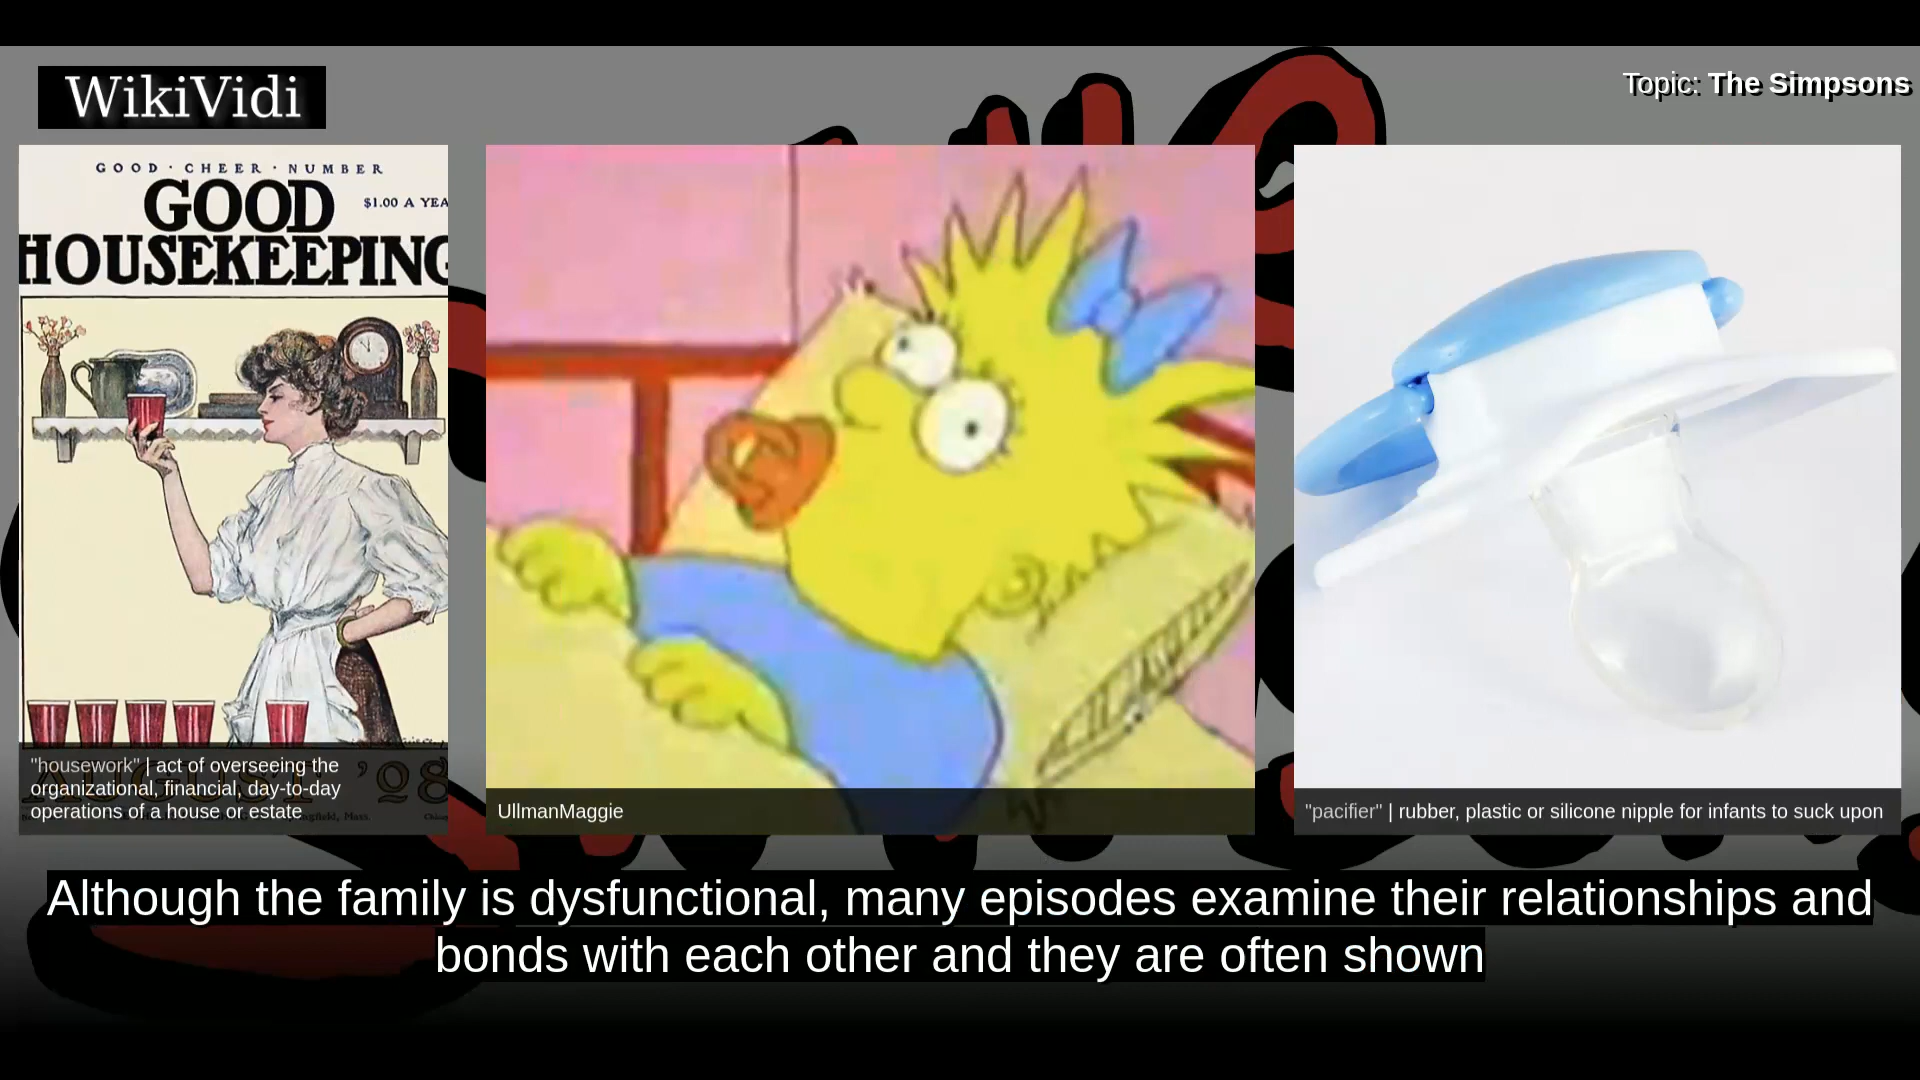 WikiVidi
Topic: The Simpsons
GOOD · CHEER · NUMBER
GOOD
$1.00 A YEA
HOUSEKEEPING
AUGUST '08
"housework" | act of overseeing the
organizational, financial, day-to-day
operations of a house or estate
UllmanMaggie
"pacifier" | rubber, plastic or silicone nipple for infants to suck upon
Although the family is dysfunctional, many episodes examine their relationships and
bonds with each other and they are often shown